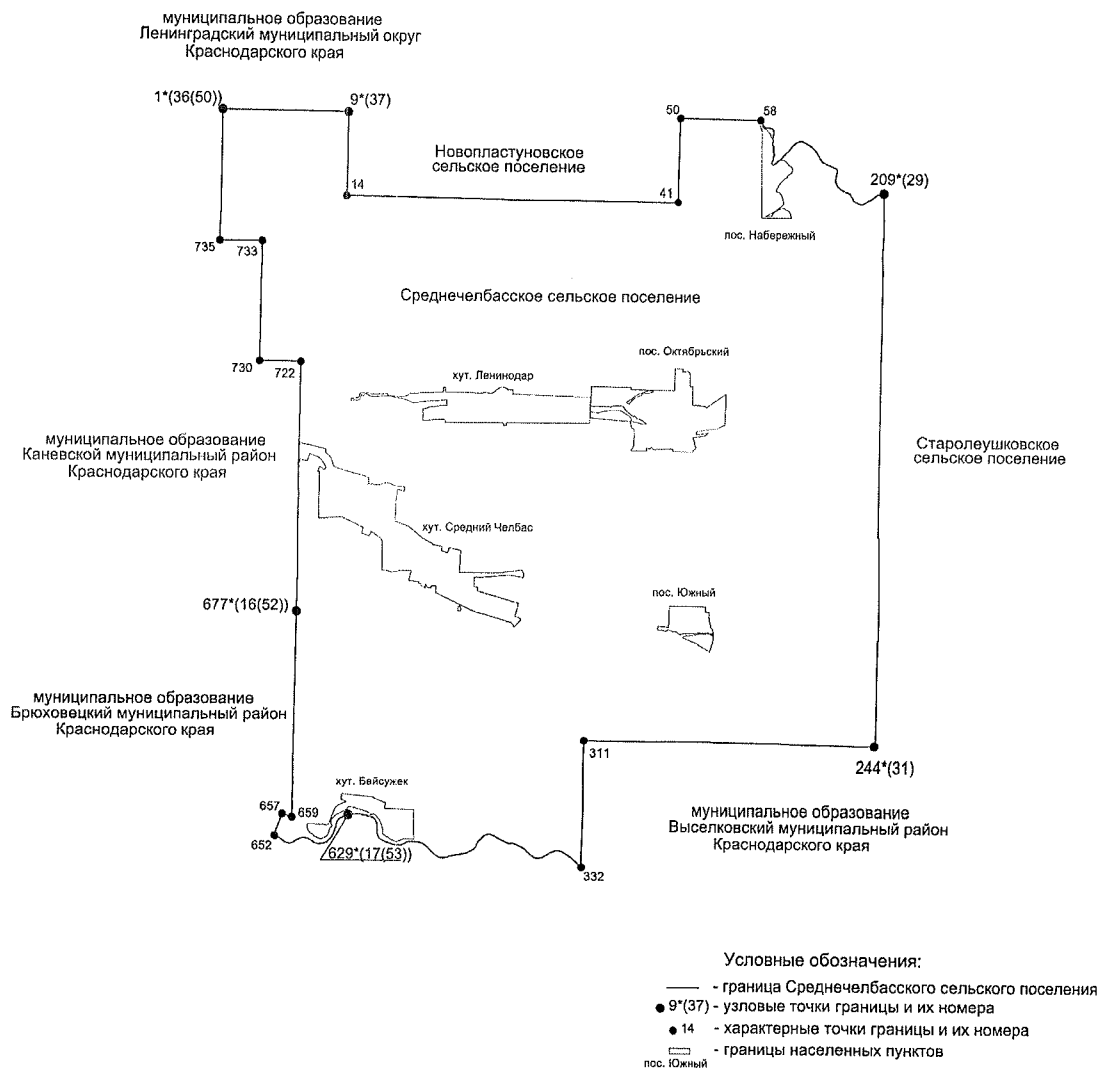 муниципальное образование
Ленинградский муниципальный округ
Краснодарского края
1*(36(50))
9*(37)
50
58
Новопластуновское
сельское поселение
14
41
209*(29)
пос. Набережный
735
733
Среднечелбасское сельское поселение
пос. Октябрьский
730
722
хут. Ленинодар
муниципальное образование
Каневской муниципальный район
Краснодарского края
Старолеушковское
сельское поселение
хут. Средний Челбас
677*(16(52))
пос. Южный
муниципальное образование
Брюховецкий муниципальный район
Краснодарского края
311
244*(31)
хут. Бейсужек
657
659
652
629*(17(53))
муниципальное образование
Выселковский муниципальный район
Краснодарского края
332
Условные обозначения:
- граница Среднечелбасского сельского поселения
9*(37) - узловые точки границы и их номера
14 - характерные точки границы и их номера
- границы населенных пунктов
пос. Южный